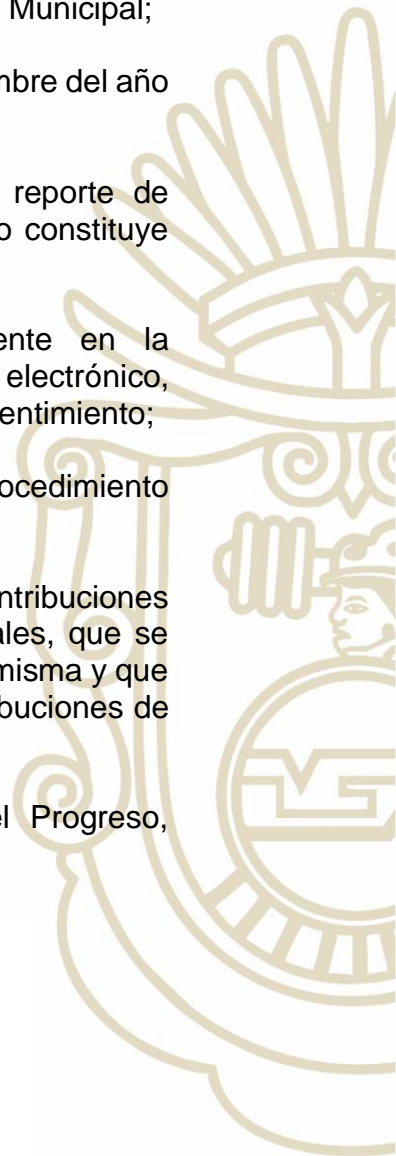 Municipal;
mbre del año
reporte de
o constituye
ente en la
electrónico,
entimiento;
ocedimiento
ntribuciones
ales, que se
misma y que
ibuciones de
el Progreso,